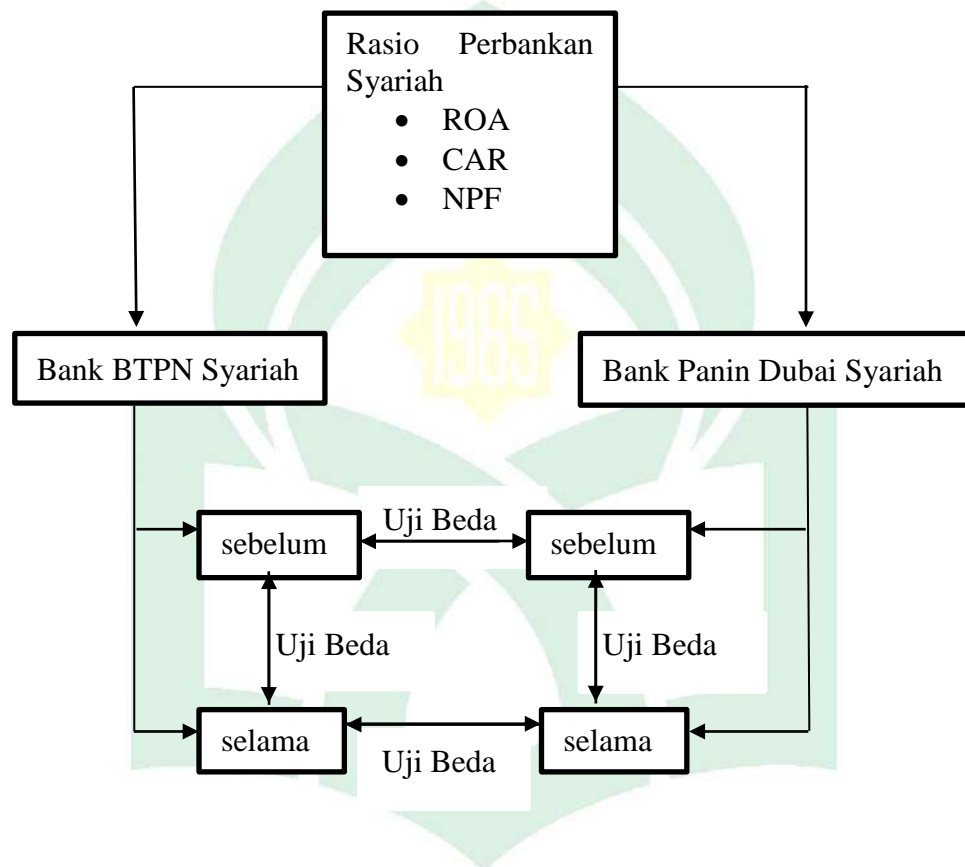 Rasio Perbankan
Syariah
• ROA
• CAR
• NPF
1965
Bank BTPN Syariah
Bank Panin Dubai Syariah
Uji Beda
sebelum
sebelum
Uji Beda
Uji Beda
selama
selama
Uji Beda